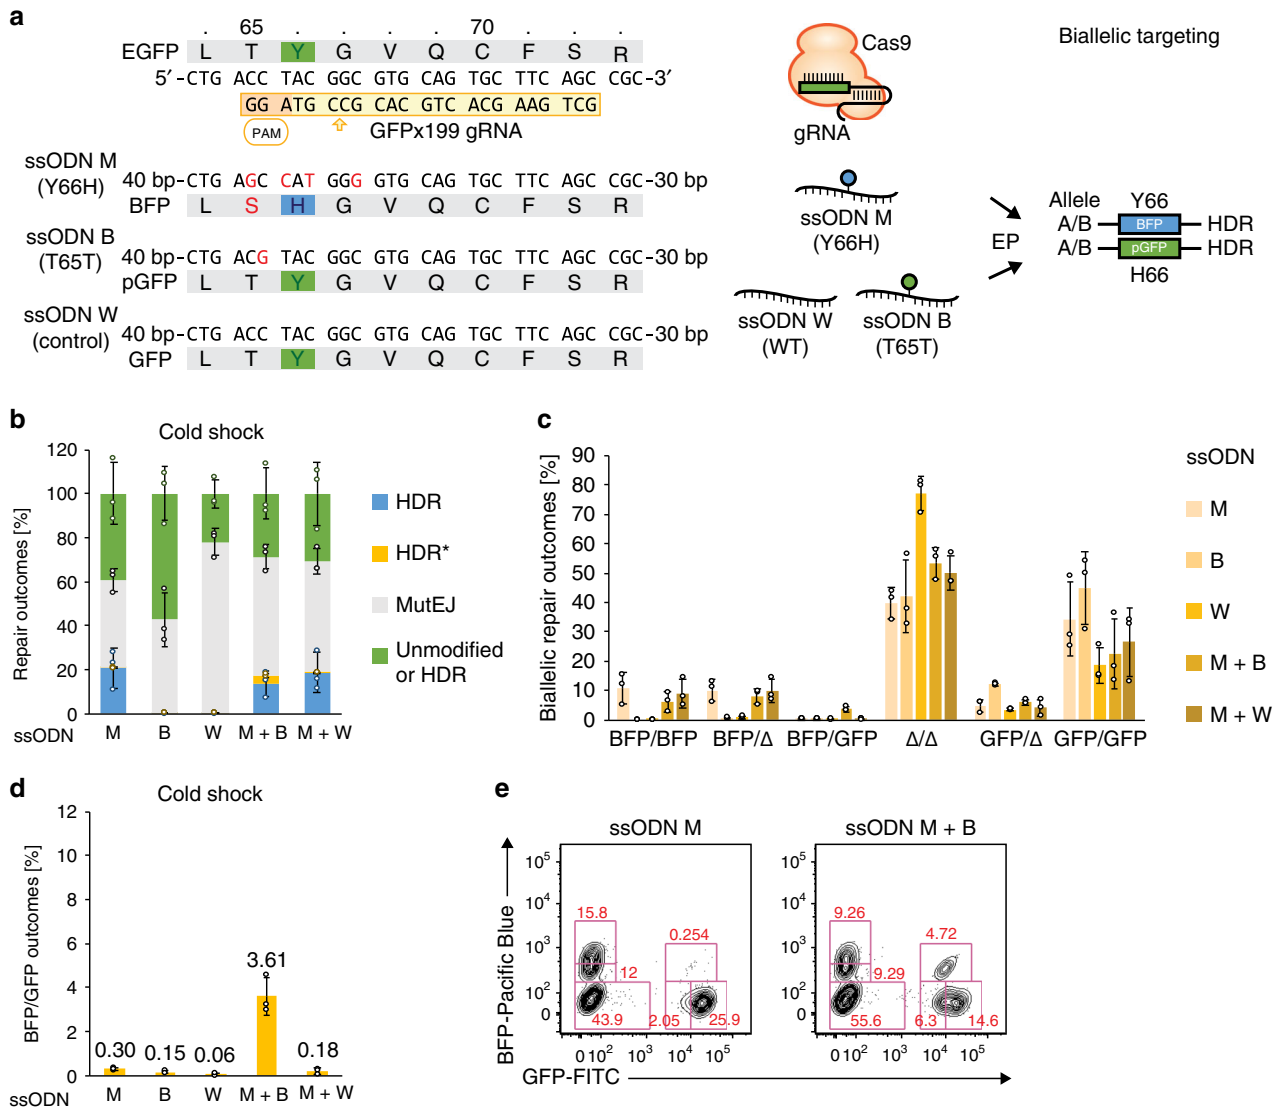 a
. 65 . . . . 70 . . .
EGFP L T Y G V Q C F S R
5′-CTG ACC TAC GGC GTG CAG TGC TTC AGC CGC-3′
GG ATG CCG CAC GTC ACG AAG TCG
PAM
GFPx199 gRNA
ssODN M
(Y66H)
40 bp-CTG AGC CAT GGG GTG CAG TGC TTC AGC CGC-30 bp
BFP L S H G V Q C F S R
ssODN B
(T65T)
40 bp-CTG ACG TAC GGC GTG CAG TGC TTC AGC CGC-30 bp
pGFP L T Y G V Q C F S R
ssODN W
(control)
40 bp-CTG ACC TAC GGC GTG CAG TGC TTC AGC CGC-30 bp
GFP L T Y G V Q C F S R
Cas9
gRNA
Biallelic targeting
ssODN M
(Y66H)
ssODN W
(WT)
ssODN B
(T65T)
EP
Allele Y66
A/B BFP HDR
A/B pGFP HDR
H66
b
Cold shock
Repair outcomes [%]
120
100
80
60
40
20
0
ssODN M B W M + B M + W
HDR
HDR*
MutEJ
Unmodified
or HDR
c
Biallelic repair outcomes [%]
90
80
70
60
50
40
30
20
10
0
BFP/BFP BFP/Δ BFP/GFP Δ/Δ GFP/Δ GFP/GFP
ssODN
M
B
W
M + B
M + W
d
Cold shock
BFP/GFP outcomes [%]
12
10
8
6
4
2
0
0.30 0.15 0.06 3.61 0.18
ssODN M B W M + B M + W
e
ssODN M
BFP-Pacific Blue
10⁵
10⁴
10³
10²
0
15.8
0.254
12
43.9 2.05 25.9
0 10² 10³ 10⁴ 10⁵
ssODN M + B
10⁵
10⁴
10³
10²
0
9.26
4.72
9.29
55.6 6.3 14.6
0 10² 10³ 10⁴ 10⁵
GFP-FITC